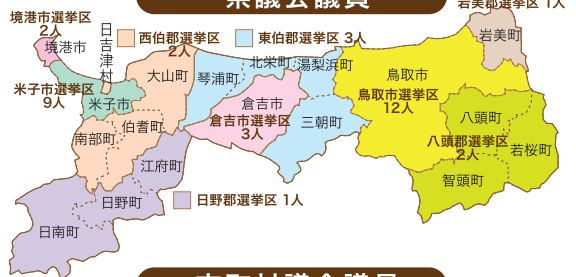 県議会議員
岩美郡選挙区 1人
境港市選挙区
2人
境港市
日吉津村
西伯郡選挙区
2人
東伯郡選挙区 3人
岩美町
大山町
琴浦町
北栄町
湯梨浜町
鳥取市
鳥取市選挙区
12人
米子市選挙区
9人
米子市
倉吉市
倉吉市選挙区
3人
三朝町
八頭町
八頭郡選挙区
2人
若桜町
智頭町
南部町
伯耆町
江府町
日野町
日南町
日野郡選挙区 1人
市町村議会議員